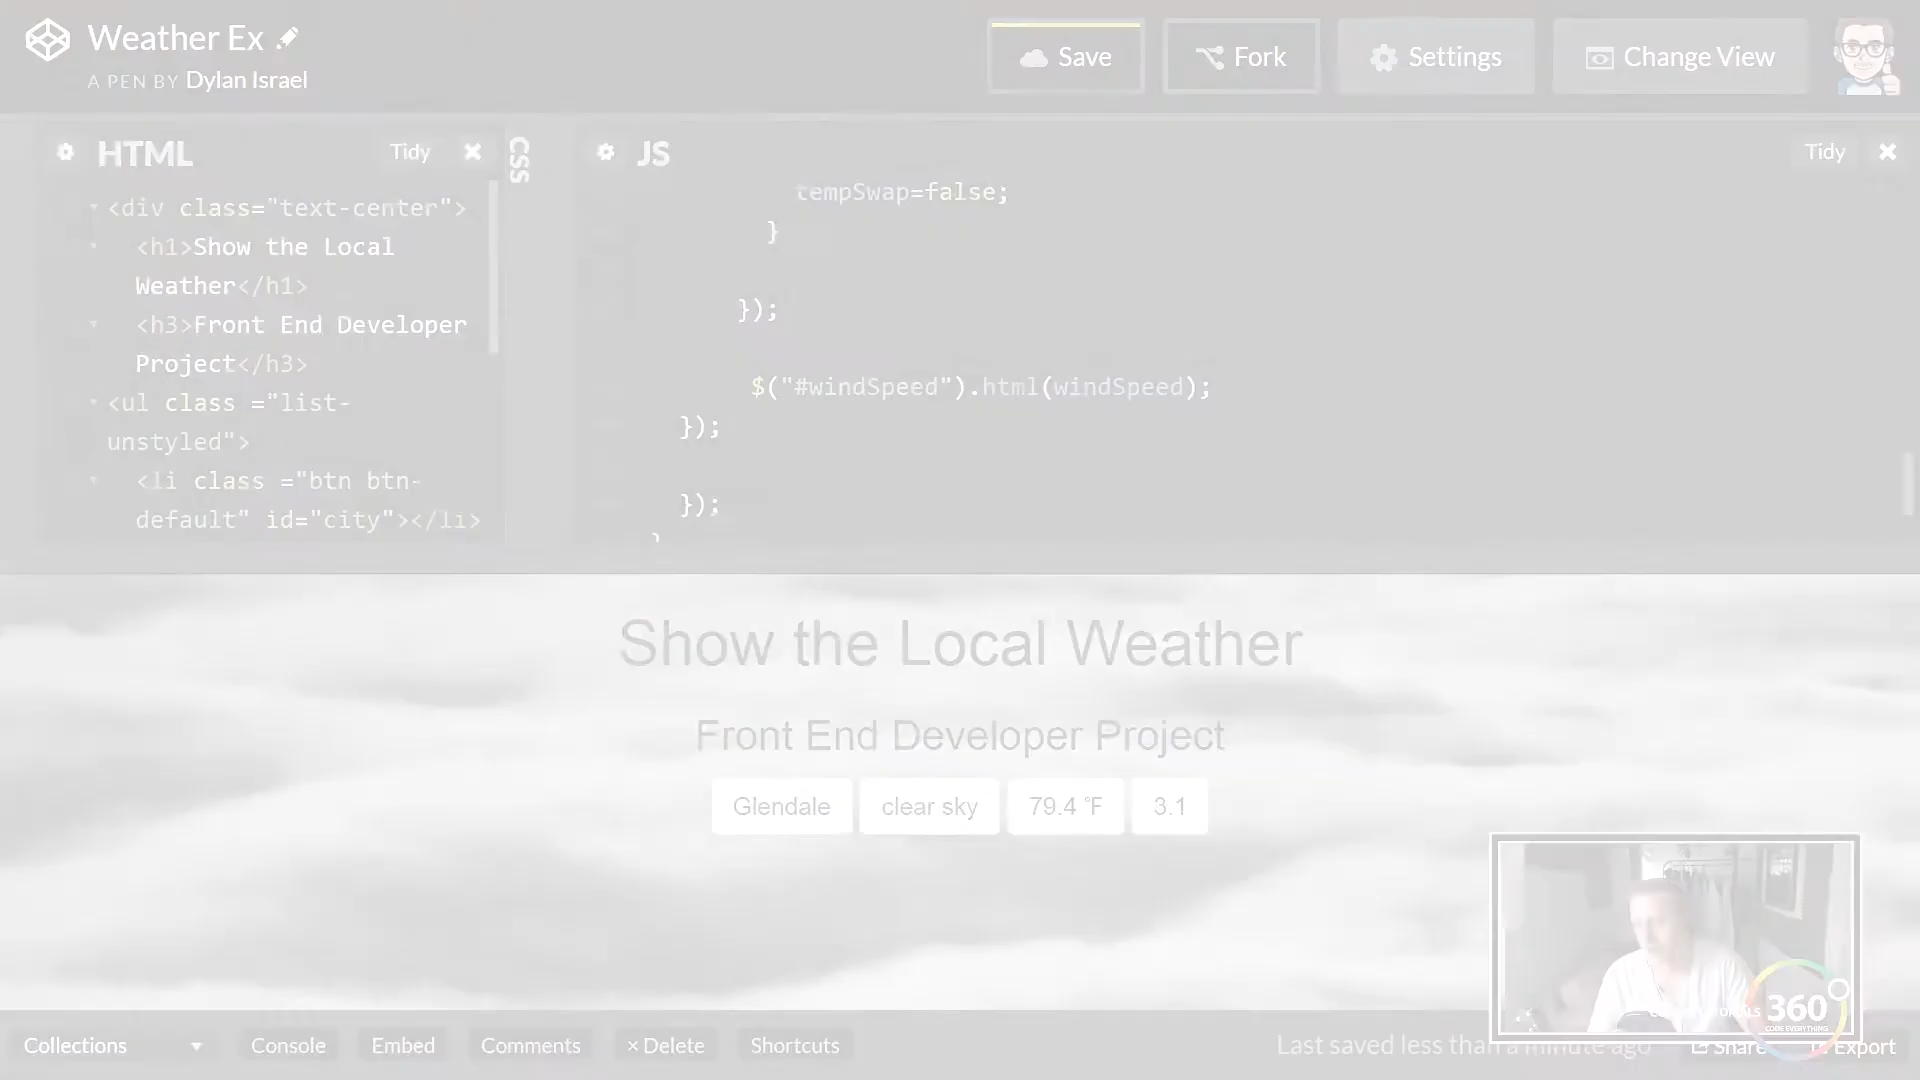 Weather Ex
A PEN BY Dylan Israel
Save
Fork
Settings
Change View
HTML
Tidy
CSS
JS
Tidy
<div class="text-center">
<h1>Show the Local
Weather</h1>
<h3>Front End Developer
Project</h3>
<ul class ="list-
unstyled">
<li class ="btn btn-
default" id="city"></li>
tempSwap=false;
}
});
$("#windSpeed").html(windSpeed);
});
});
Show the Local Weather
Front End Developer Project
Glendale
clear sky
79.4 ℉
3.1
360
CODE EVERYTHING
Collections
Console
Embed
Comments
× Delete
Shortcuts
Last saved less than a minute ago
Share
Export